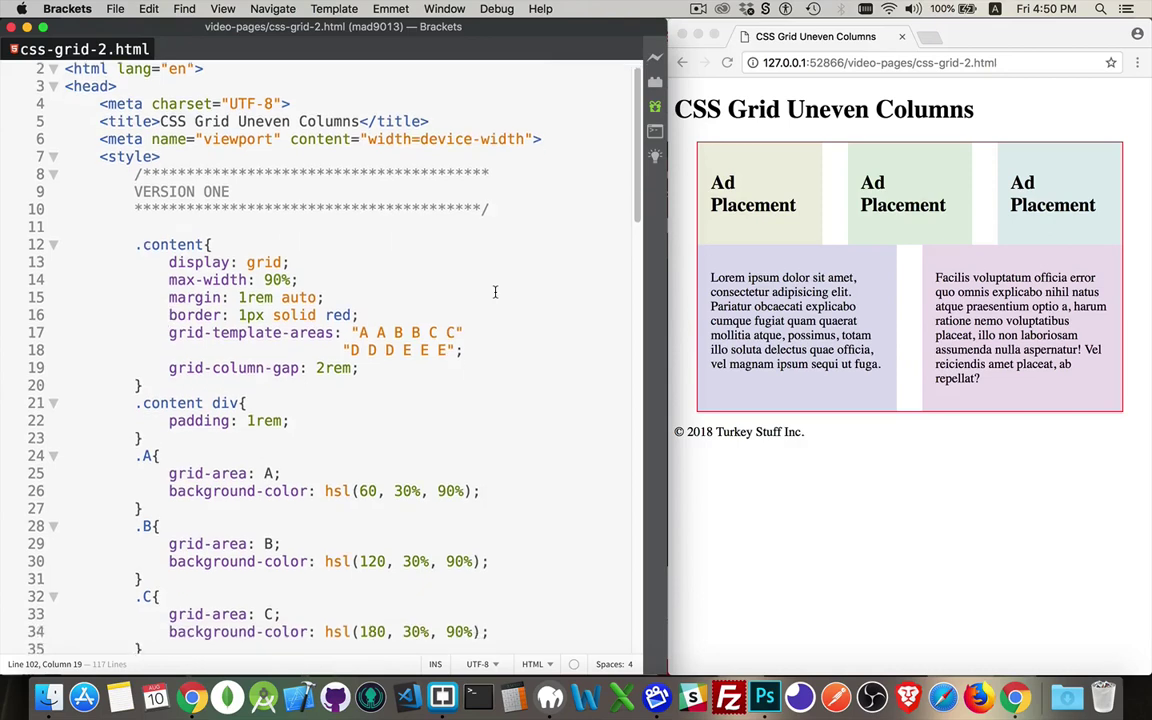 Brackets File Edit Find View Navigate Template Emmet Window Debug Help 100% Fri 4:50 PM
video-pages/css-grid-2.html (mad9013) — Brackets
css-grid-2.html
2 <html lang="en">
3 <head>
4 <meta charset="UTF-8">
5 <title>CSS Grid Uneven Columns</title>
6 <meta name="viewport" content="width=device-width">
7 <style>
8 /****************************************
9 VERSION ONE
10 ****************************************/
11
12 .content{
13 display: grid;
14 max-width: 90%;
15 margin: 1rem auto;
16 border: 1px solid red;
17 grid-template-areas: "A A B B C C"
18 "D D D E E E";
19 grid-column-gap: 2rem;
20 }
21 .content div{
22 padding: 1rem;
23 }
24 .A{
25 grid-area: A;
26 background-color: hsl(60, 30%, 90%);
27 }
28 .B{
29 grid-area: B;
30 background-color: hsl(120, 30%, 90%);
31 }
32 .C{
33 grid-area: C;
34 background-color: hsl(180, 30%, 90%);
35 }
Line 102, Column 19 — 117 Lines
INS UTF-8 HTML Spaces: 4
CSS Grid Uneven Columns
127.0.0.1:52866/video-pages/css-grid-2.html
CSS Grid Uneven Columns
Ad
Placement
Ad
Placement
Ad
Placement
Lorem ipsum dolor sit amet,
consectetur adipisicing elit.
Pariatur obcaecati explicabo
cumque fugiat quam quaerat
mollitia atque, possimus, totam
illo soluta delectus quae officia,
vel magnam ipsum sequi ut fuga.
Facilis voluptatum officia error
quo omnis explicabo nihil natus
atque praesentium optio a, harum
ratione nemo voluptatibus
placeat, illo non laboriosam
assumenda nulla aspernatur! Vel
reiciendis amet placeat, ab
repellat?
© 2018 Turkey Stuff Inc.
AUG
10